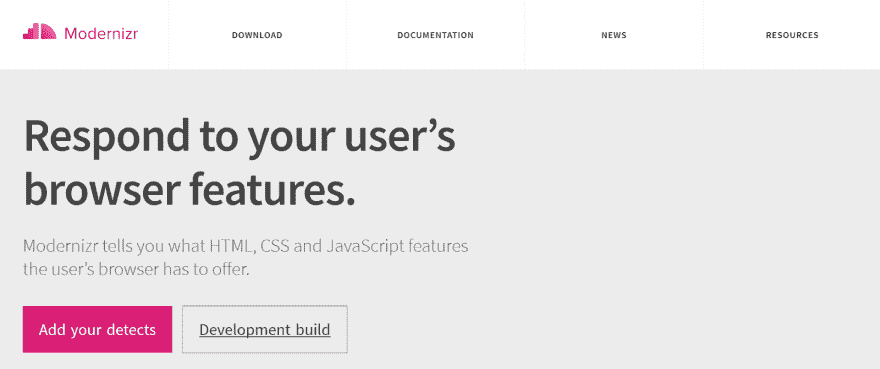 Modernizr
DOWNLOAD
DOCUMENTATION
NEWS
RESOURCES
Respond to your user’s
browser features.
Modernizr tells you what HTML, CSS and JavaScript features
the user’s browser has to offer.
Add your detects
Development build